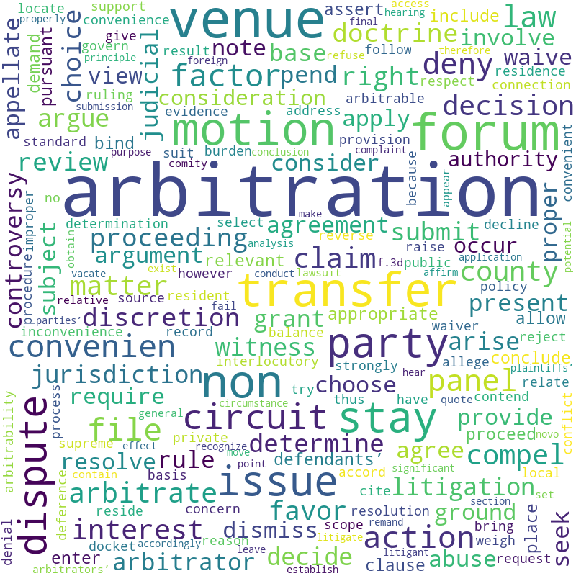 locate support venue doctrine assert final hearing access law
convenience include
demand give govern note base involve properly
principle pursuant result foreign follow refuse therefore
appellate choice view factor pend right deny waive
ruling judicial consideration arbitrable respect residence connection
submission argue motion evidence address apply forum decision
standard bind suit burden provision convenient
review purpose comity conclusion consider because complaint appear authority
no arbitration
controversy determination select make agreement reverse submit occur decline proper
procedure improper obtain subject proceeding analysis relevant raise application potential
vacate exist argument however conduct lawsuit claim f.3d public affirm county
matter relative source resident transfer policy present
parties' discretion fail grant appropriate arise allow
convenien inconvenience record witness balance party waiver reject
interlocutory strongly allege conclude plaintiffs'
jurisdiction non choose hear panel relate
arbitrability process require circumstance try thus have quote contend conflict
file general circuit stay provide
supreme effect private recognize move determine accord agree proceed novo
dispute resolve rule basis point defendants' significant compel
contain issue cite litigation local
deference arbitrate reside concern favor resolution section set
denial interest scope remand action ground place
enter docket reason dismiss weigh bring seek
accordingly litigate clause abuse request
arbitrators' arbitrator leave decide establish litigant